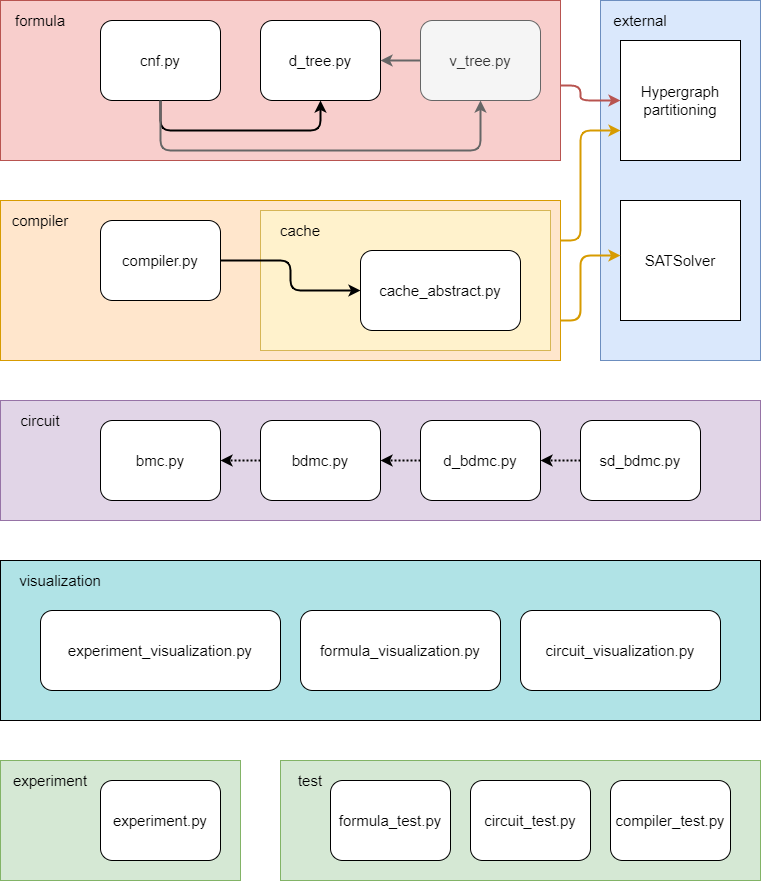 formula
cnf.py
d_tree.py
v_tree.py
external
Hypergraph
partitioning
compiler
compiler.py
cache
cache_abstract.py
SATSolver
circuit
bmc.py
bdmc.py
d_bdmc.py
sd_bdmc.py
visualization
experiment_visualization.py
formula_visualization.py
circuit_visualization.py
experiment
experiment.py
test
formula_test.py
circuit_test.py
compiler_test.py